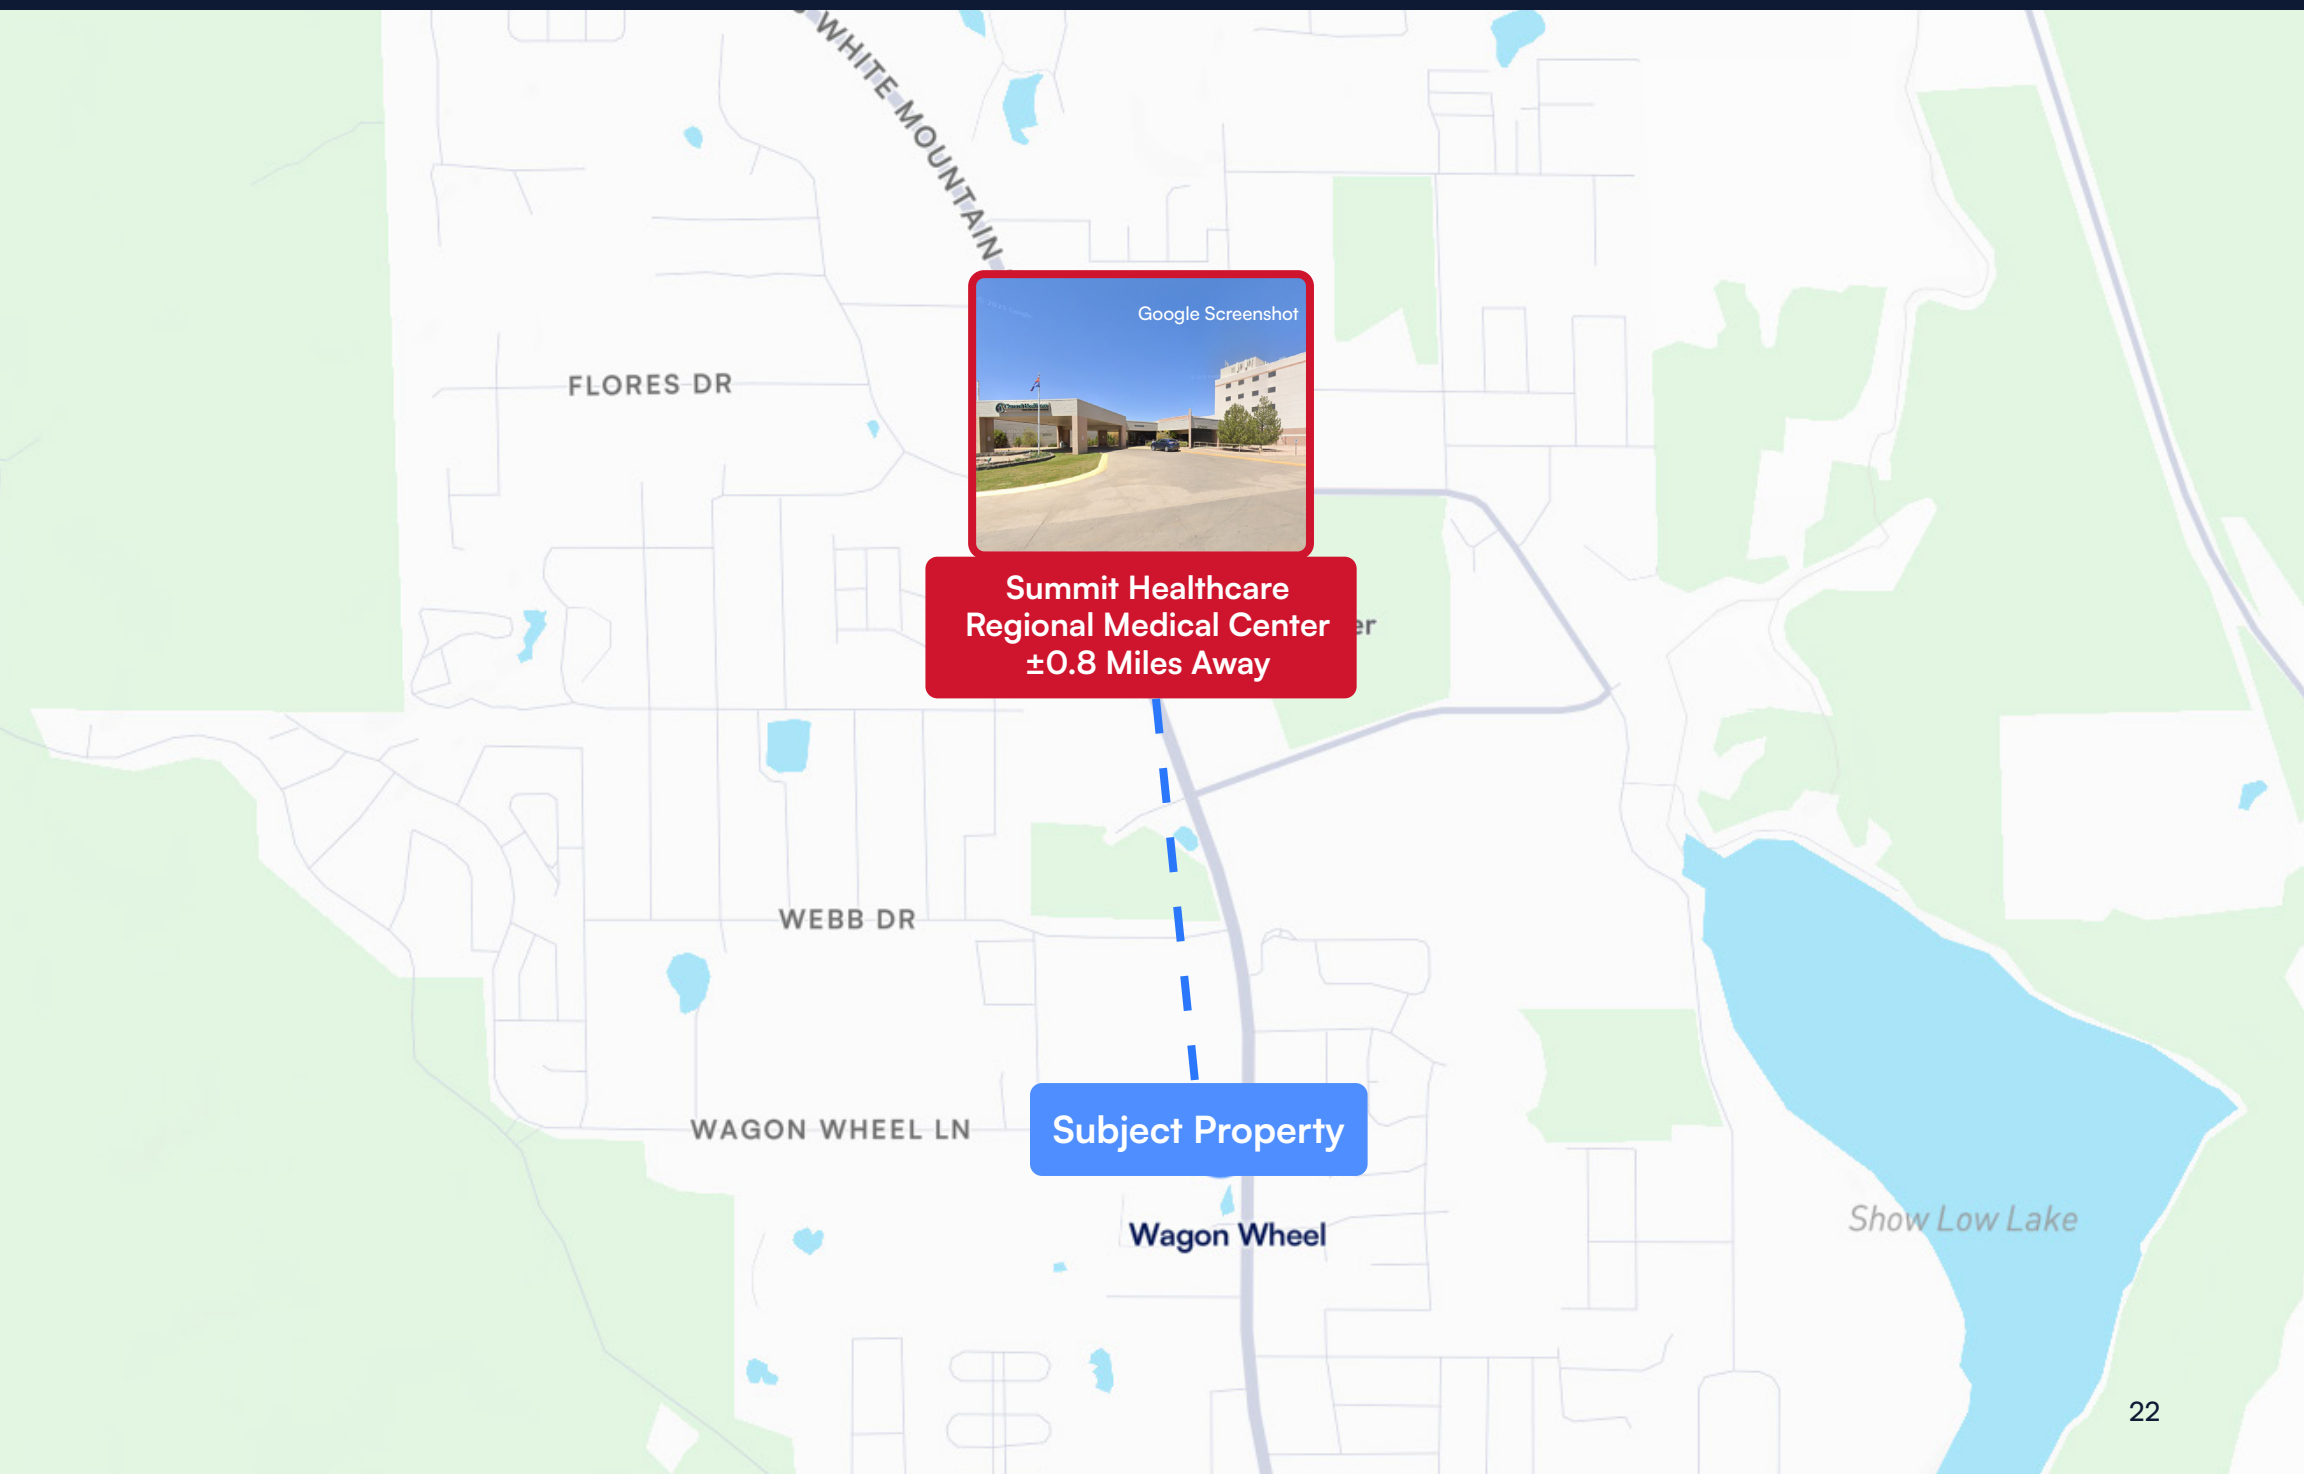 WHITE MOUNTAIN
Google Screenshot
FLORES DR
Summit Healthcare
Regional Medical Center
±0.8 Miles Away
WEBB DR
WAGON WHEEL LN
Subject Property
Wagon Wheel
Show Low Lake
22